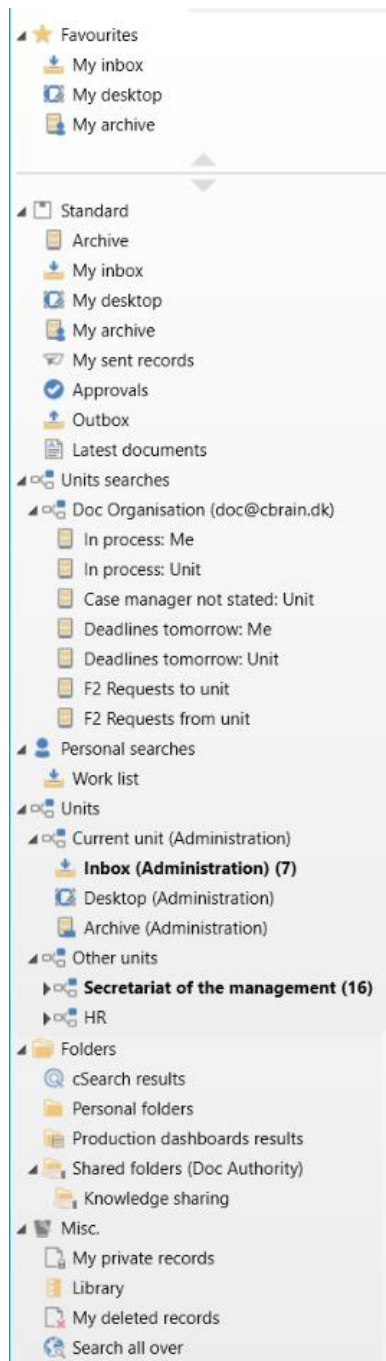 Favourites
My inbox
My desktop
My archive
Standard
Archive
My inbox
My desktop
My archive
My sent records
Approvals
Outbox
Latest documents
Units searches
Doc Organisation (doc@cbrain.dk)
In process: Me
In process: Unit
Case manager not stated: Unit
Deadlines tomorrow: Me
Deadlines tomorrow: Unit
F2 Requests to unit
F2 Requests from unit
Personal searches
Work list
Units
Current unit (Administration)
Inbox (Administration) (7)
Desktop (Administration)
Archive (Administration)
Other units
Secretariat of the management (16)
HR
Folders
cSearch results
Personal folders
Production dashboards results
Shared folders (Doc Authority)
Knowledge sharing
Misc.
My private records
Library
My deleted records
Search all over